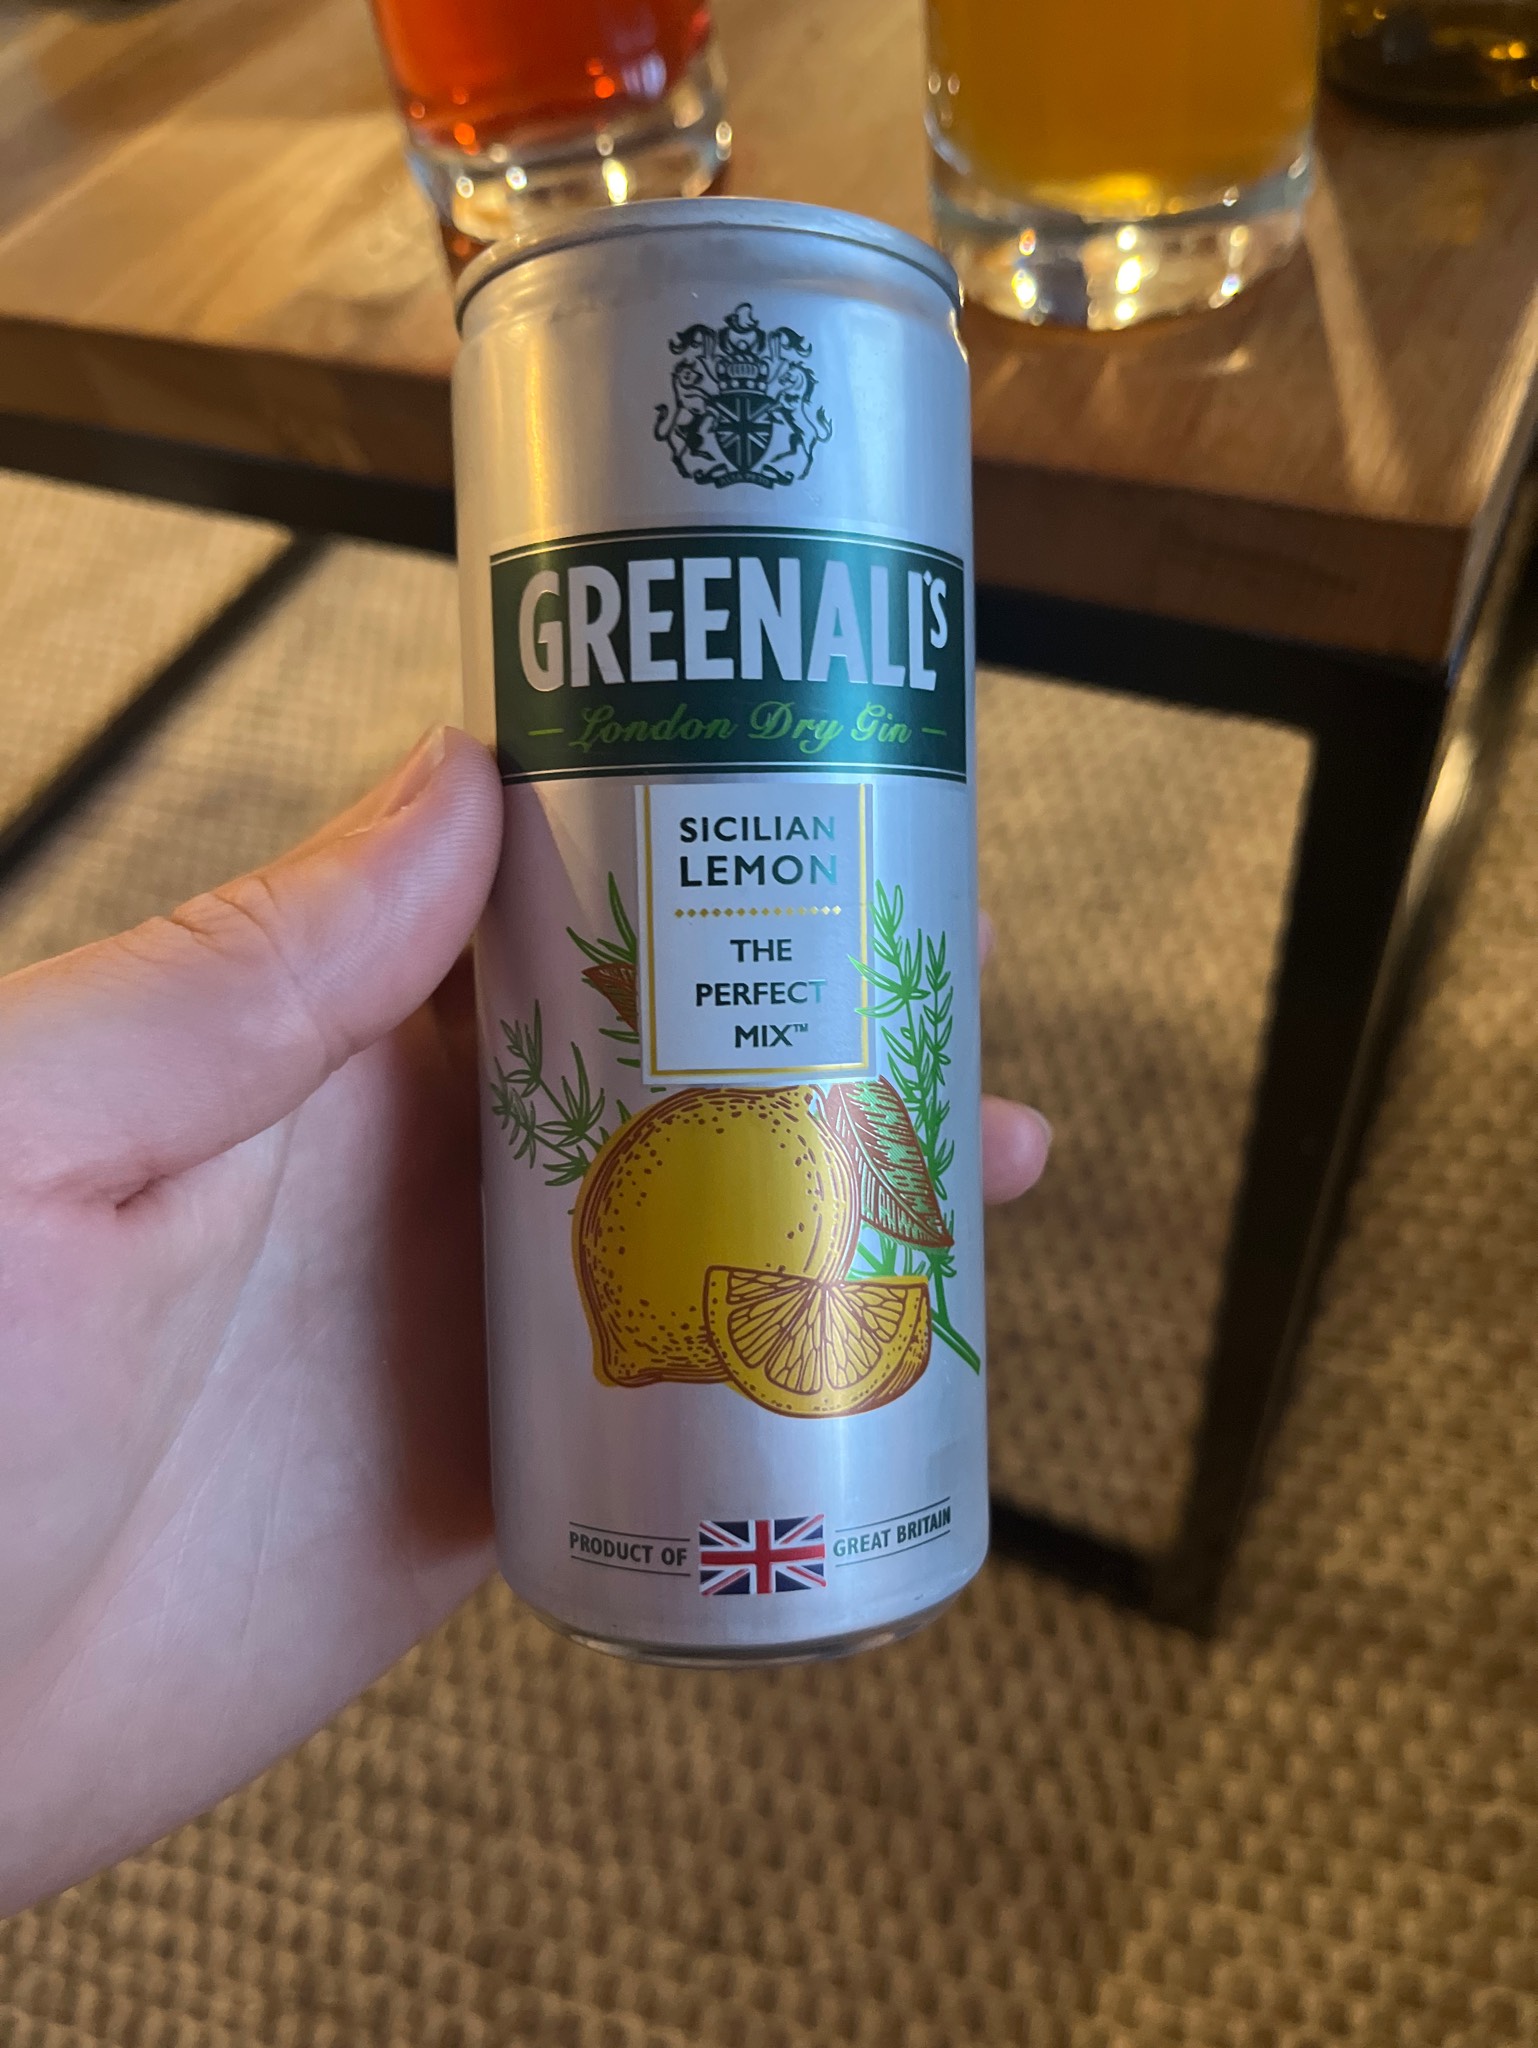 GREENALL'S
London Dry Gin
SICILIAN
LEMON
THE
PERFECT
MIX™
PRODUCT OF GREAT BRITAIN